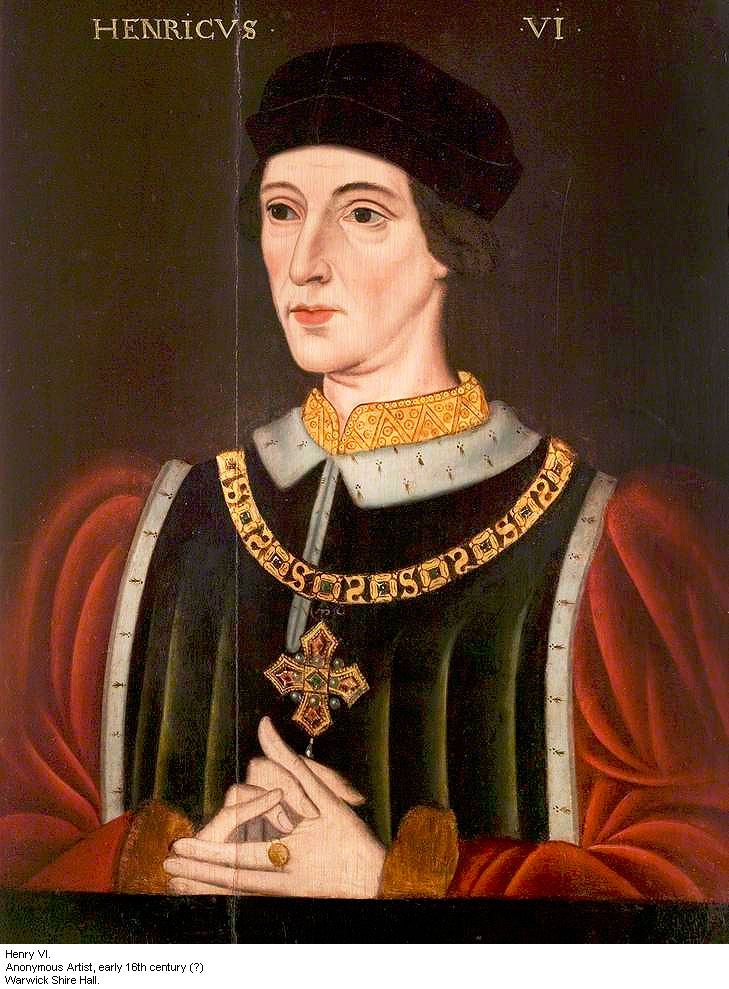 HENRICVS · · VI ·
Henry VI.
Anonymous Artist, early 16th century (?)
Warwick Shire Hall.